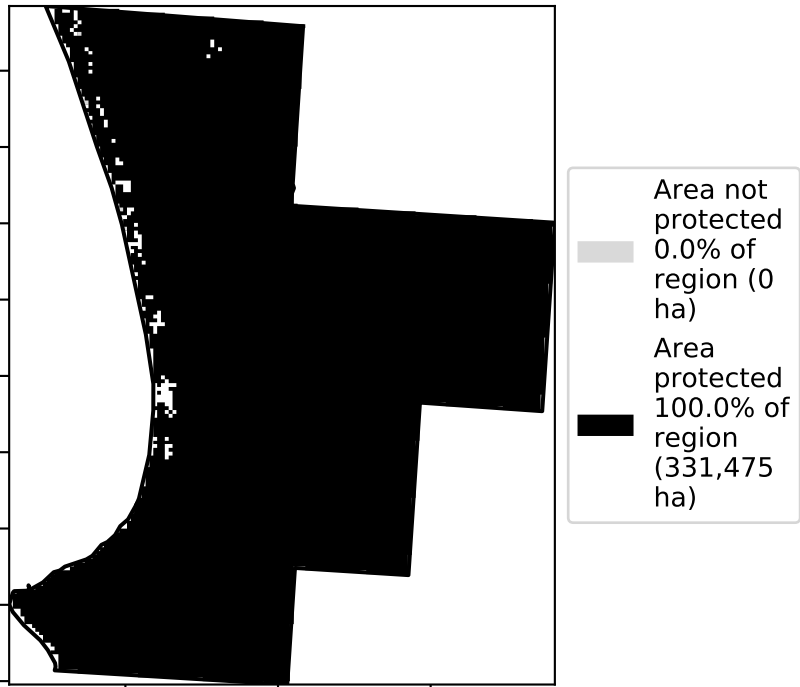 Area not
protected
0.0% of
region (0
ha)
Area
protected
100.0% of
region
(331,475
ha)